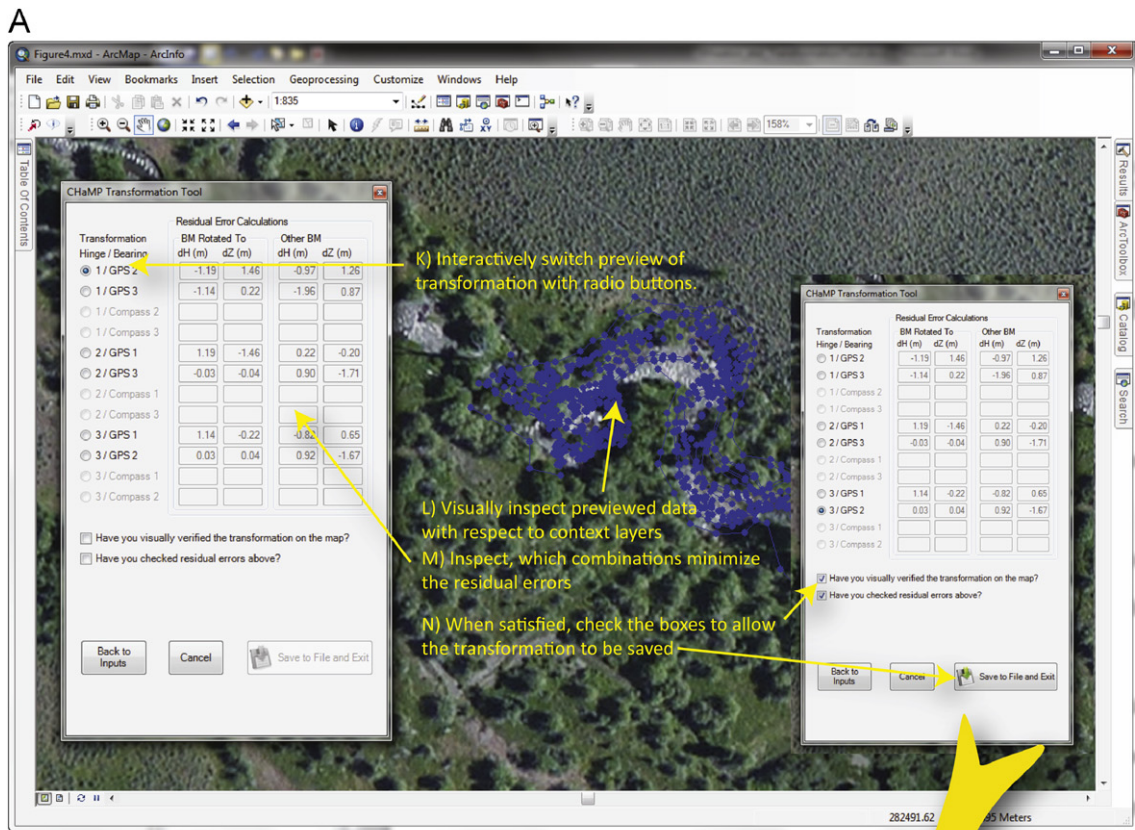 A
Figure4.mxd - ArcMap - ArcInfo
File Edit View Bookmarks Insert Selection Geoprocessing Customize Windows Help
1:835
158%
Table Of Contents
Results
ArcToolbox
Catalog
Search
CHaMP Transformation Tool
Residual Error Calculations
Transformation BM Rotated To Other BM
Hinge / Bearing dH (m) dZ (m) dH (m) dZ (m)
1 / GPS 2 -1.19 1.46 -0.97 1.26
1 / GPS 3 -1.14 0.22 -1.96 0.87
1 / Compass 2
1 / Compass 3
2 / GPS 1 1.19 -1.46 0.22 -0.20
2 / GPS 3 -0.03 -0.04 0.90 -1.71
2 / Compass 1
2 / Compass 3
3 / GPS 1 1.14 -0.22 -0.82 0.65
3 / GPS 2 0.03 0.04 0.92 -1.67
3 / Compass 1
3 / Compass 2
Have you visually verified the transformation on the map?
Have you checked residual errors above?
Back to
Inputs
Cancel
Save to File and Exit
K) Interactively switch preview of
transformation with radio buttons.
L) Visually inspect previewed data
with respect to context layers
M) Inspect, which combinations minimize
the residual errors
N) When satisfied, check the boxes to allow
the transformation to be saved
CHaMP Transformation Tool
Residual Error Calculations
Transformation BM Rotated To Other BM
Hinge / Bearing dH (m) dZ (m) dH (m) dZ (m)
1 / GPS 2 -1.19 1.46 -0.97 1.26
1 / GPS 3 -1.14 0.22 -1.96 0.87
1 / Compass 2
1 / Compass 3
2 / GPS 1 1.19 -1.46 0.22 -0.20
2 / GPS 3 -0.03 -0.04 0.90 -1.71
2 / Compass 1
2 / Compass 3
3 / GPS 1 1.14 -0.22 -0.82 0.65
3 / GPS 2 0.03 0.04 0.92 -1.67
3 / Compass 1
3 / Compass 2
Have you visually verified the transformation on the map?
Have you checked residual errors above?
Back to
Inputs
Cancel
Save to File and Exit
282491.62 Meters